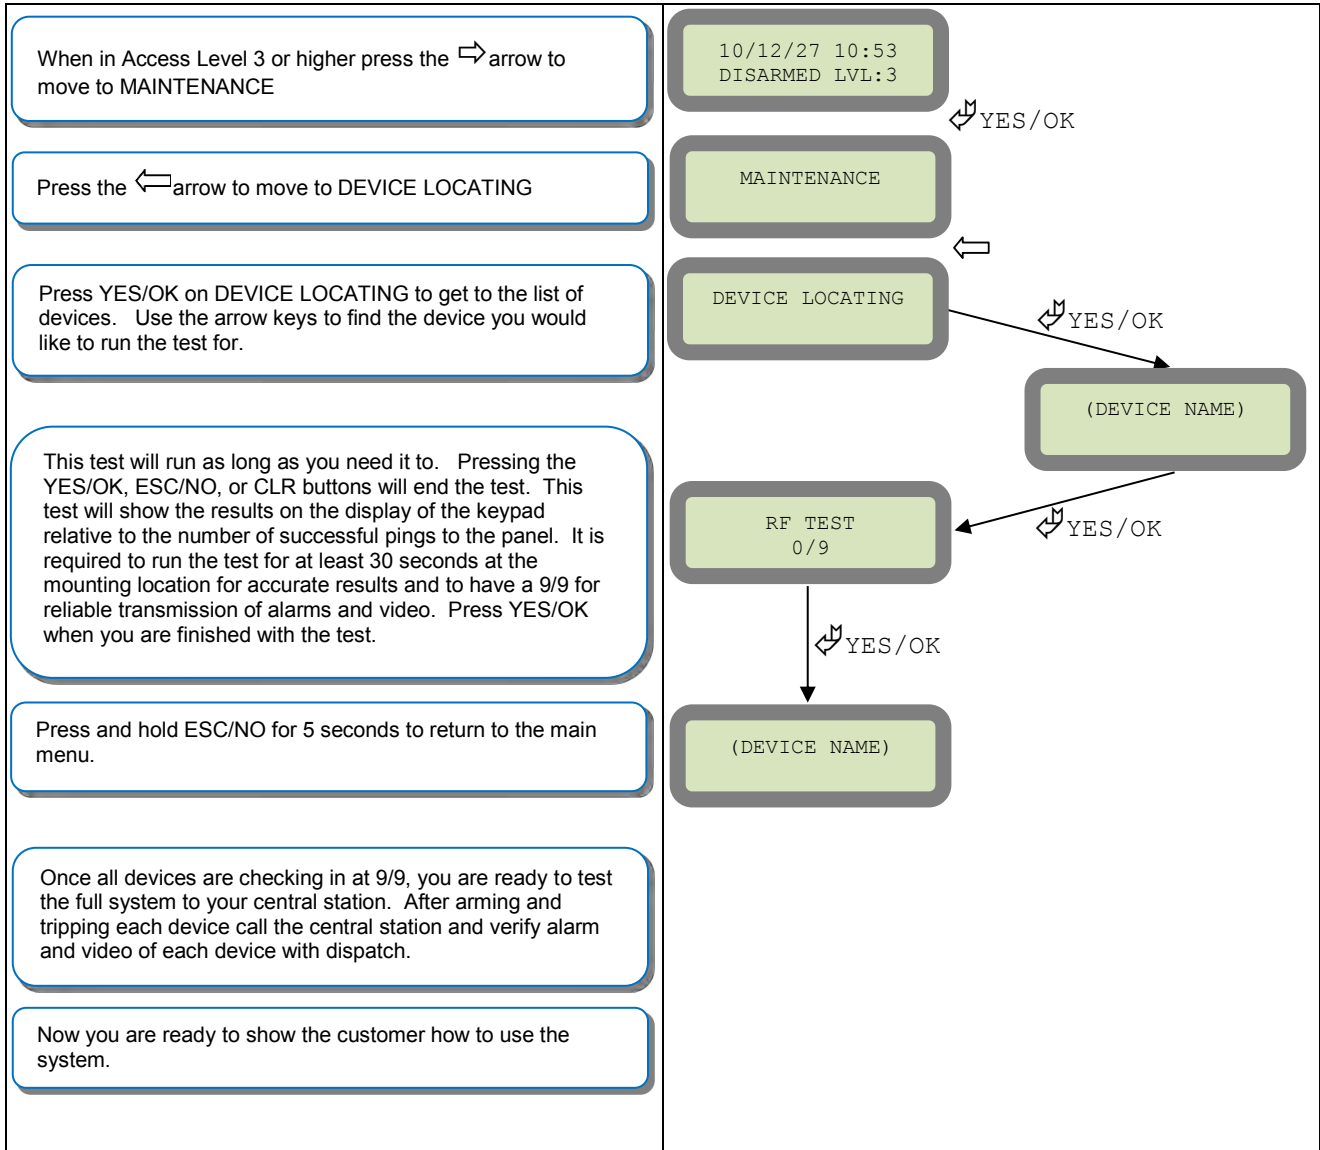 When in Access Level 3 or higher press the ⇨ arrow to
move to MAINTENANCE
10/12/27 10:53
DISARMED LVL:3
YES/OK
Press the ⇦ arrow to move to DEVICE LOCATING
MAINTENANCE
⇦
Press YES/OK on DEVICE LOCATING to get to the list of
devices. Use the arrow keys to find the device you would
like to run the test for.
DEVICE LOCATING
YES/OK
(DEVICE NAME)
This test will run as long as you need it to. Pressing the
YES/OK, ESC/NO, or CLR buttons will end the test. This
test will show the results on the display of the keypad
relative to the number of successful pings to the panel. It is
required to run the test for at least 30 seconds at the
mounting location for accurate results and to have a 9/9 for
reliable transmission of alarms and video. Press YES/OK
when you are finished with the test.
YES/OK
RF TEST
0/9
YES/OK
Press and hold ESC/NO for 5 seconds to return to the main
menu.
(DEVICE NAME)
Once all devices are checking in at 9/9, you are ready to test
the full system to your central station. After arming and
tripping each device call the central station and verify alarm
and video of each device with dispatch.
Now you are ready to show the customer how to use the
system.